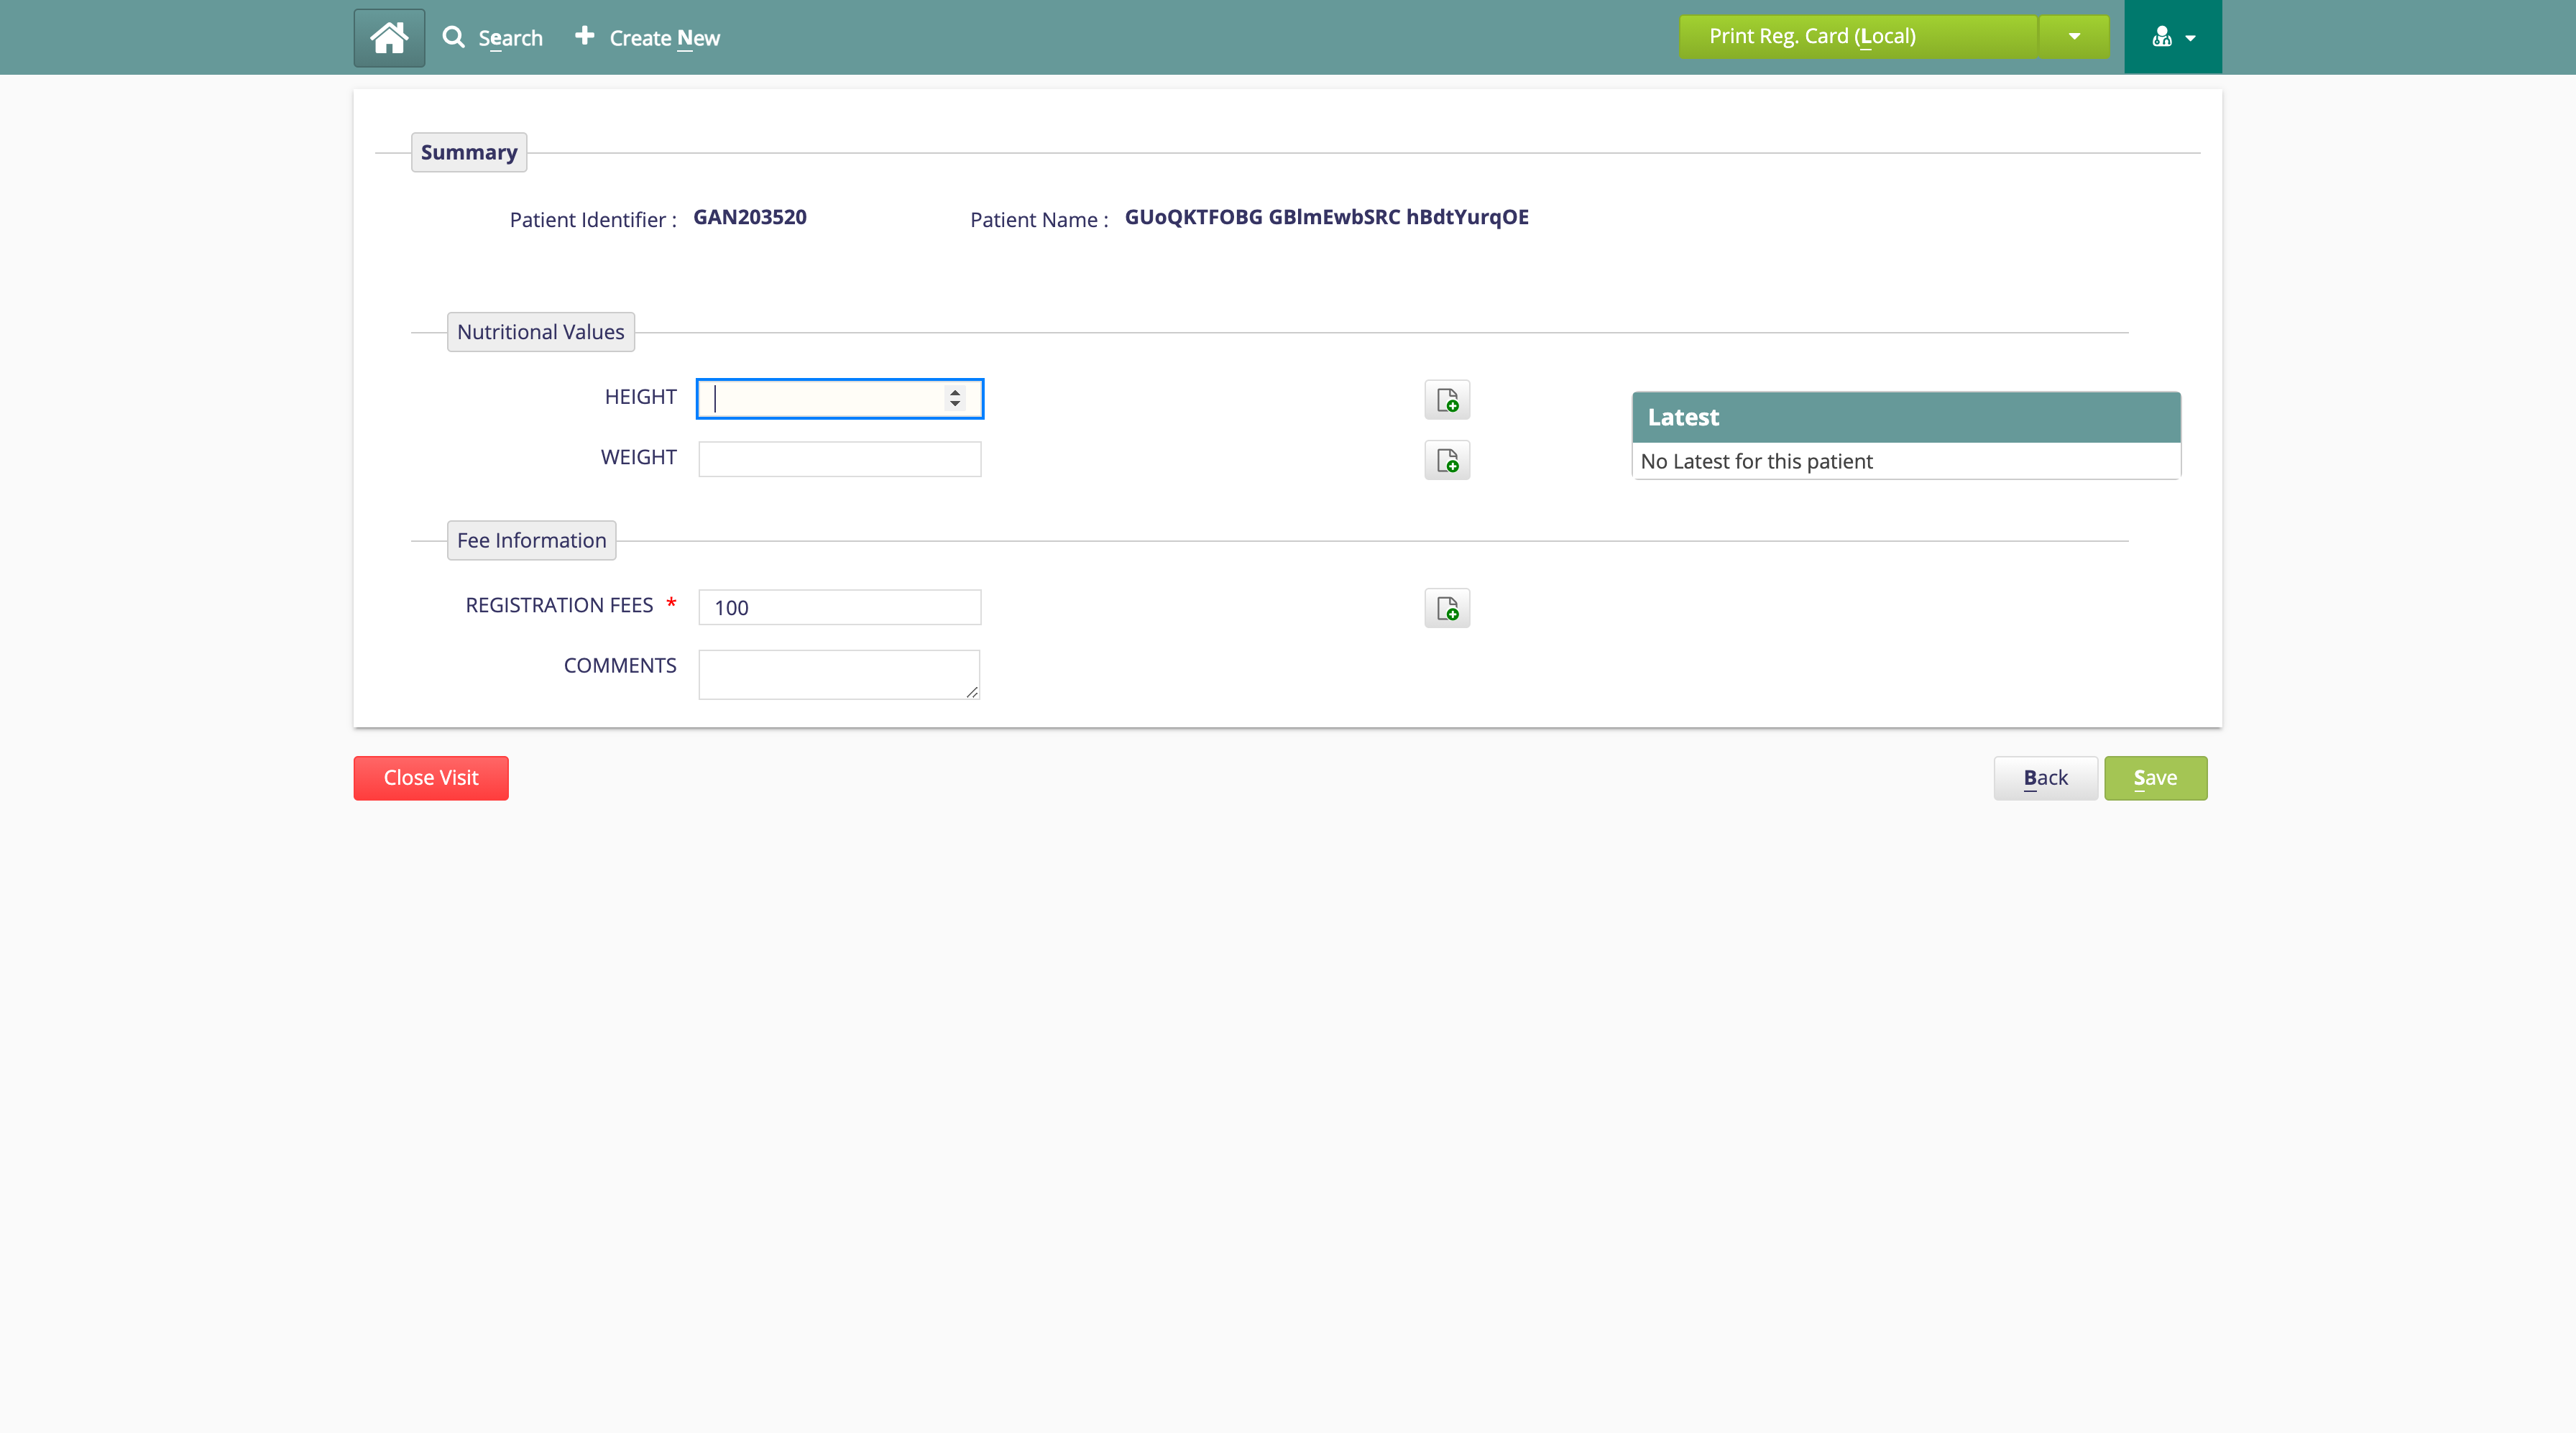 Search Create New Print Reg. Card (Local)
Summary
Patient Identifier : GAN203520 Patient Name : GUoQKTFOBG GBlmEwbSRC hBdtYurqOE
Nutritional Values
HEIGHT
Latest
WEIGHT
No Latest for this patient
Fee Information
REGISTRATION FEES * 100
COMMENTS
Close Visit Back Save